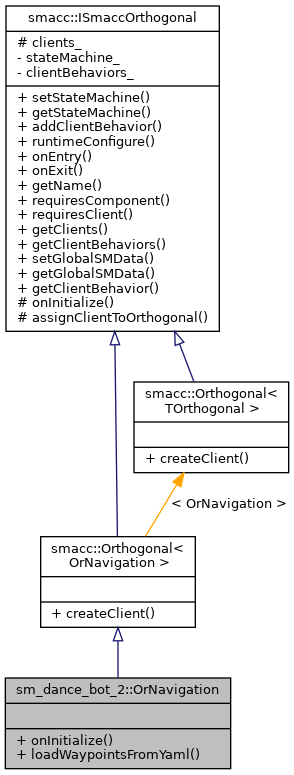 smacc::ISmaccOrthogonal
# clients_
- stateMachine_
- clientBehaviors_
+ setStateMachine()
+ getStateMachine()
+ addClientBehavior()
+ runtimeConfigure()
+ onEntry()
+ onExit()
+ getName()
+ requiresComponent()
+ requiresClient()
+ getClients()
+ getClientBehaviors()
+ setGlobalSMData()
+ getGlobalSMData()
+ getClientBehavior()
# onInitialize()
# assignClientToOrthogonal()
smacc::Orthogonal<
TOrthogonal >
+ createClient()
< OrNavigation >
smacc::Orthogonal<
OrNavigation >
+ createClient()
sm_dance_bot_2::OrNavigation
+ onInitialize()
+ loadWaypointsFromYaml()